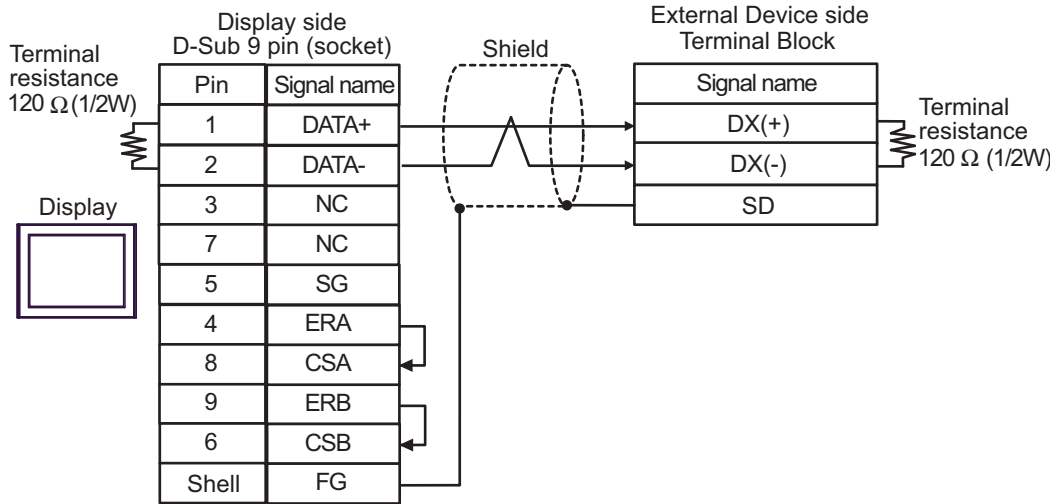 Display side
D-Sub 9 pin (socket)
Terminal
resistance
120 Ω (1/2W)
Pin Signal name
1 DATA+
2 DATA-
3 NC
7 NC
5 SG
4 ERA
8 CSA
9 ERB
6 CSB
Shell FG
Display
Shield
External Device side
Terminal Block
Signal name
DX(+)
DX(-)
SD
Terminal
resistance
120 Ω (1/2W)